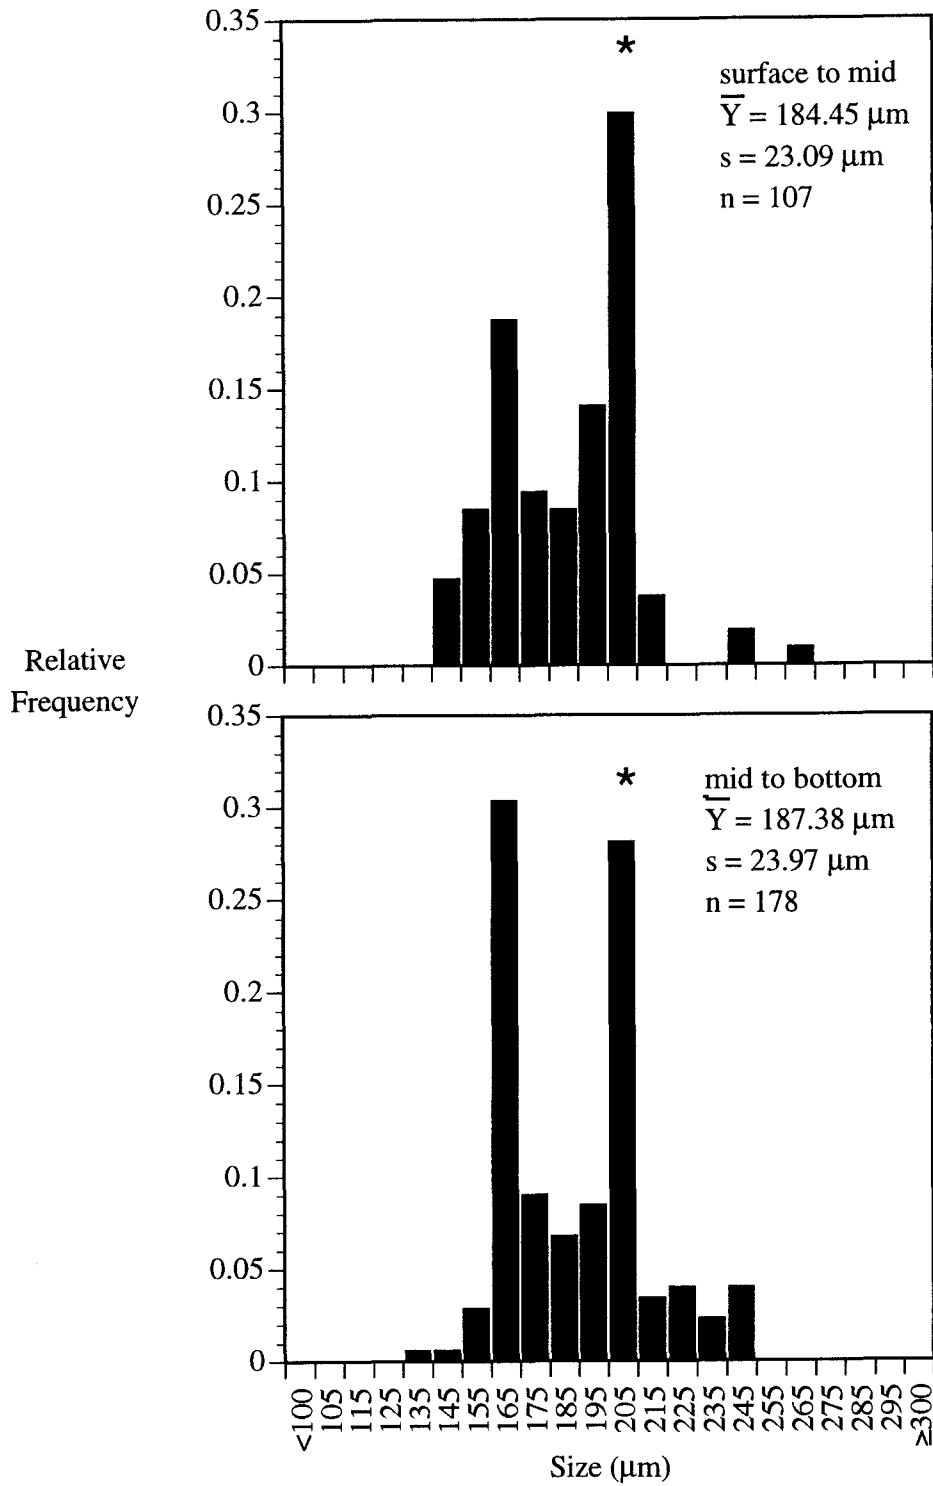 0.35
0.3
0.25
0.2
0.15
0.1
0.05
0
*
surface to mid
Y = 184.45 µm
s = 23.09 µm
n = 107
Relative
Frequency
0.35
0.3
0.25
0.2
0.15
0.1
0.05
0
*
mid to bottom
Y = 187.38 µm
s = 23.97 µm
n = 178
<100 105 115 125 135 145 155 165 175 185 195 205 215 225 235 245 255 265 275 285 295 ≥300
Size (µm)